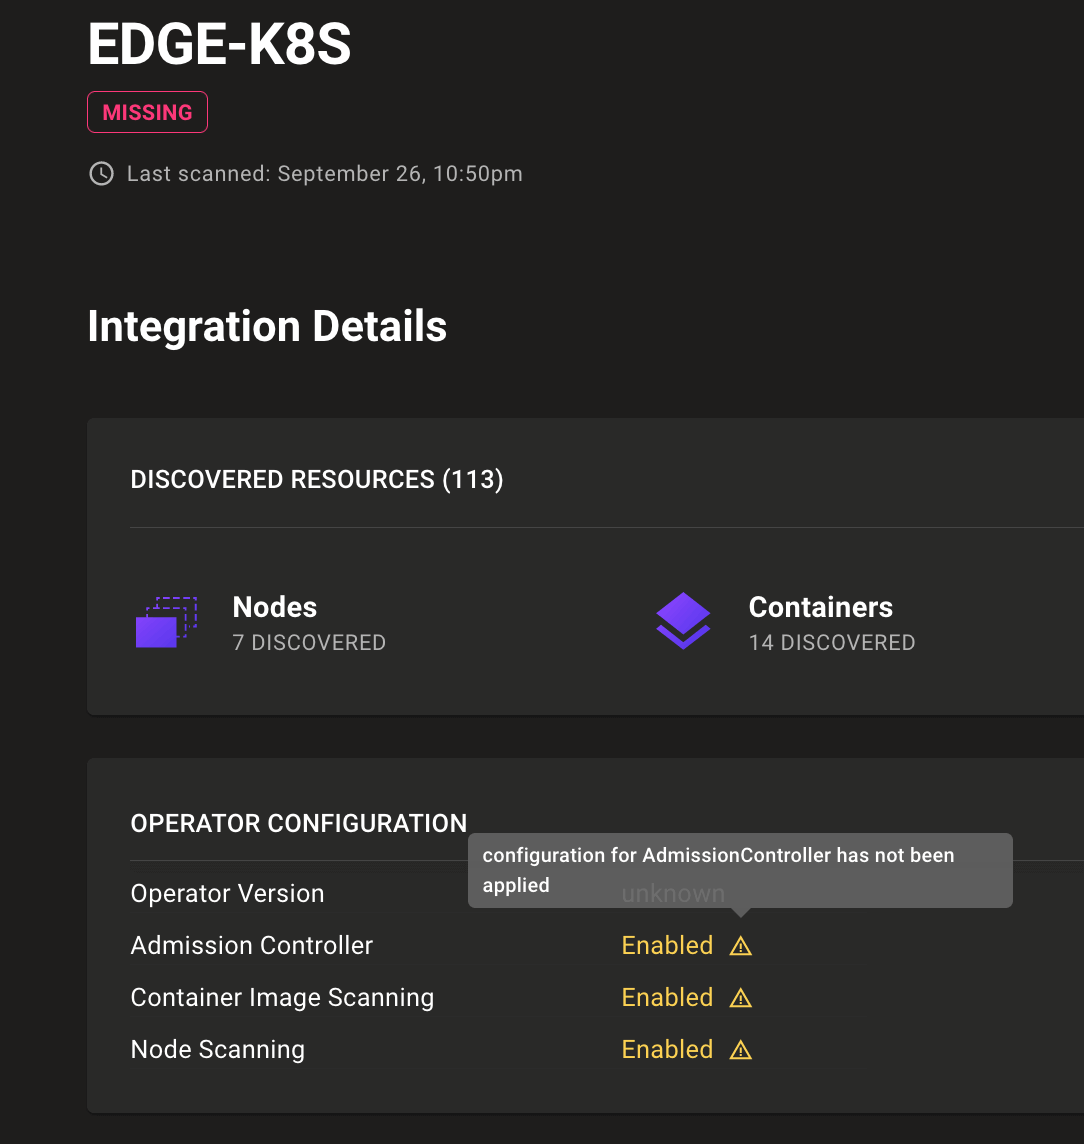 EDGE-K8S
MISSING
Last scanned: September 26, 10:50pm
Integration Details
DISCOVERED RESOURCES (113)
Nodes
7 DISCOVERED
Containers
14 DISCOVERED
OPERATOR CONFIGURATION
configuration for AdmissionController has not been
applied
Operator Version unknown
Admission Controller Enabled
Container Image Scanning Enabled
Node Scanning Enabled